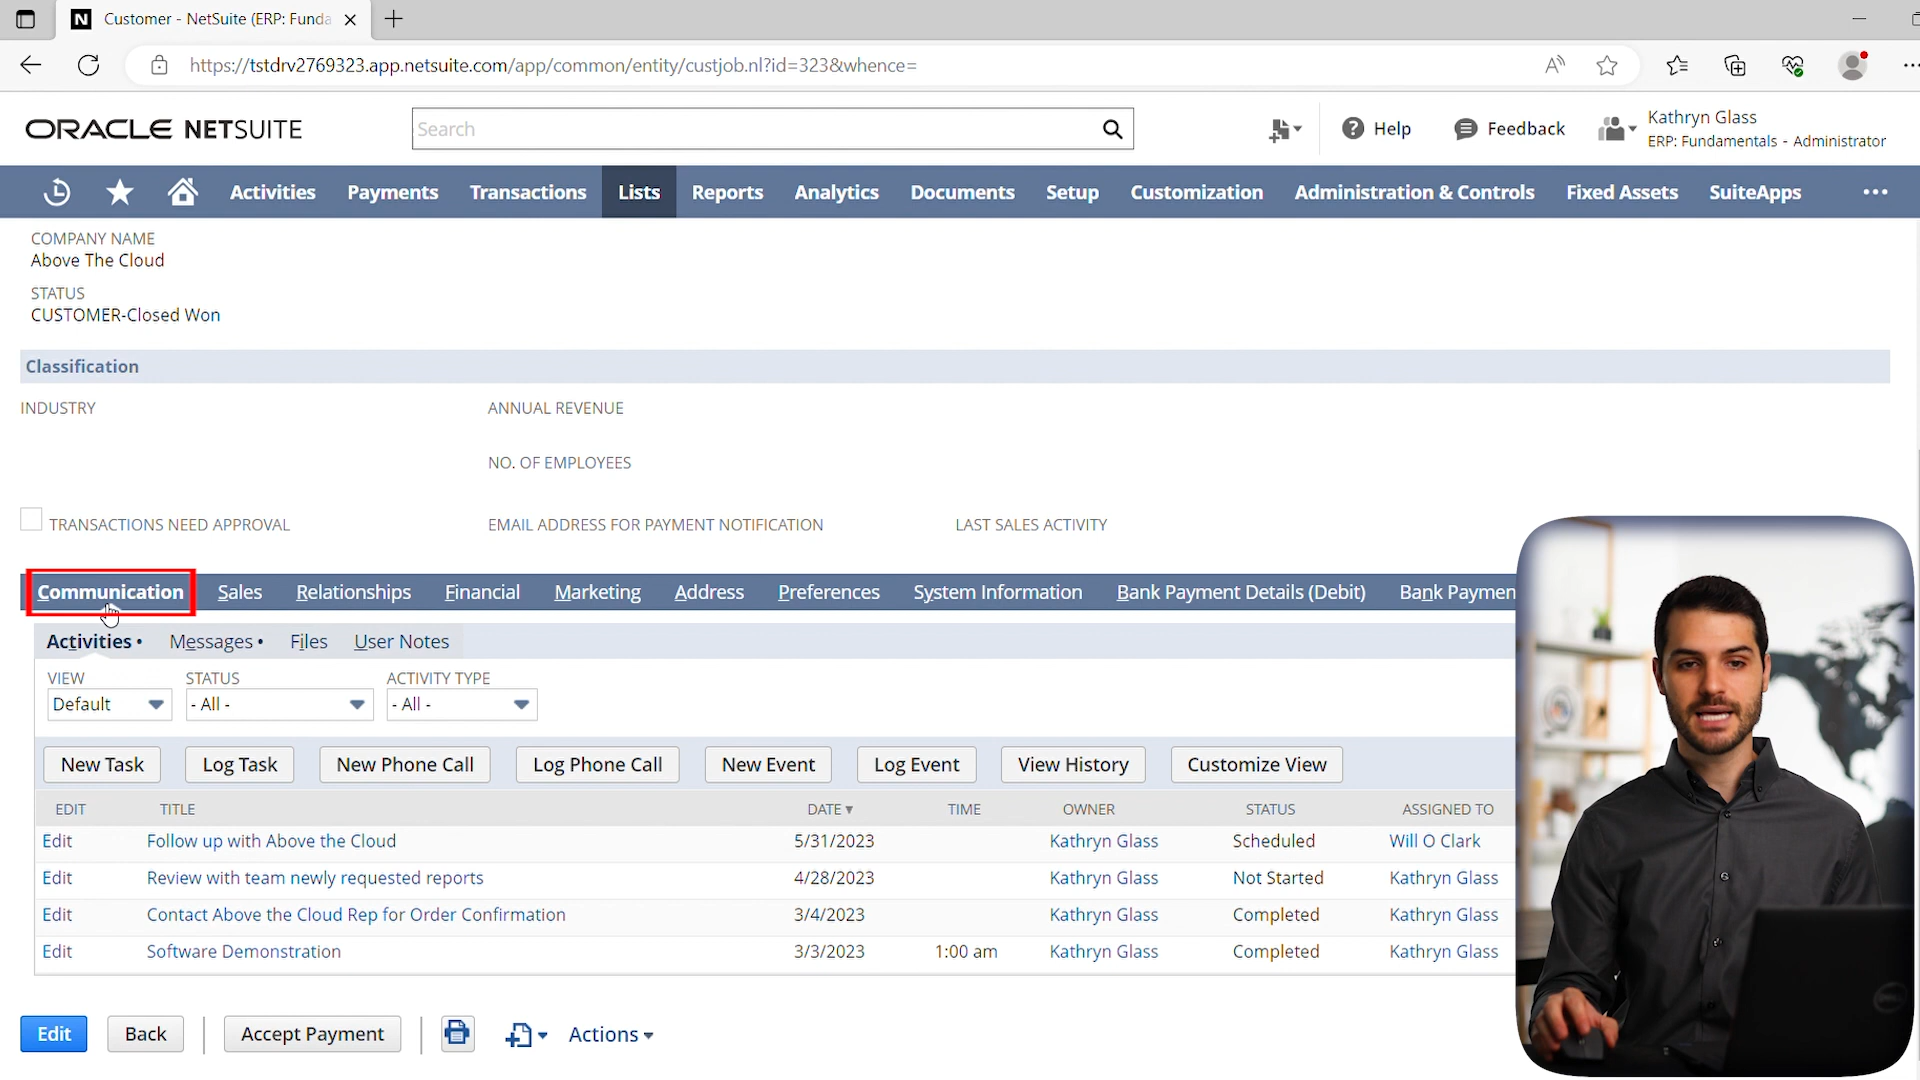 Customer - NetSuite (ERP: Funda
https://tstdrv2769323.app.netsuite.com/app/common/entity/custjob.nl?id=323&whence=
ORACLE NETSUITE
Search
Help
Feedback
Kathryn Glass
ERP: Fundamentals - Administrator
Activities Payments Transactions Lists Reports Analytics Documents Setup Customization Administration & Controls Fixed Assets SuiteApps
COMPANY NAME
Above The Cloud
STATUS
CUSTOMER-Closed Won
Classification
INDUSTRY ANNUAL REVENUE
NO. OF EMPLOYEES
TRANSACTIONS NEED APPROVAL EMAIL ADDRESS FOR PAYMENT NOTIFICATION LAST SALES ACTIVITY
Communication Sales Relationships Financial Marketing Address Preferences System Information Bank Payment Details (Debit) Bank Paymen
Activities • Messages • Files User Notes
VIEW STATUS ACTIVITY TYPE
Default - All - - All -
New Task Log Task New Phone Call Log Phone Call New Event Log Event View History Customize View
EDIT TITLE DATE TIME OWNER STATUS ASSIGNED TO
Edit Follow up with Above the Cloud 5/31/2023 Kathryn Glass Scheduled Will O Clark
Edit Review with team newly requested reports 4/28/2023 Kathryn Glass Not Started Kathryn Glass
Edit Contact Above the Cloud Rep for Order Confirmation 3/4/2023 Kathryn Glass Completed Kathryn Glass
Edit Software Demonstration 3/3/2023 1:00 am Kathryn Glass Completed Kathryn Glass
Edit Back Accept Payment Actions